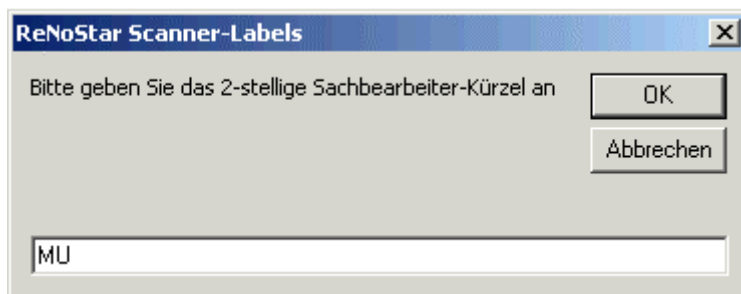 ReNoStar Scanner-Labels
Bitte geben Sie das 2-stellige Sachbearbeiter-Kürzel an
OK
Abbrechen
MU